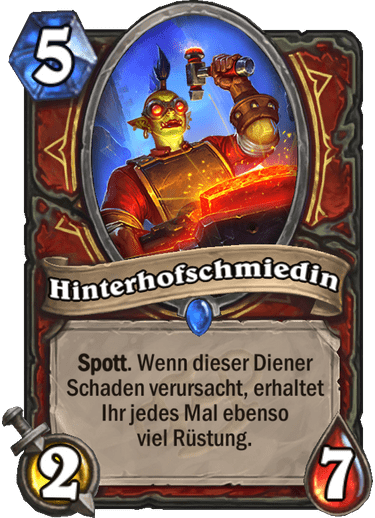 5
Hinterhofschmiedin
Spott. Wenn dieser Diener
Schaden verursacht, erhaltet
Ihr jedes Mal ebenso
viel Rüstung.
2
7